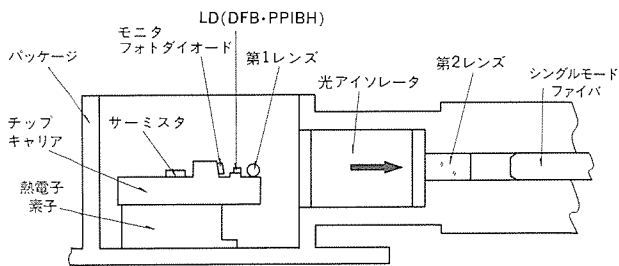 LD(DFB・PPIBH)
モニタ
フォトダイオード
第1レンズ
パッケージ
光アイソレータ
第2レンズ
シングルモード
ファイバ
チップ
キャリア
サーミスタ
熱電子
素子